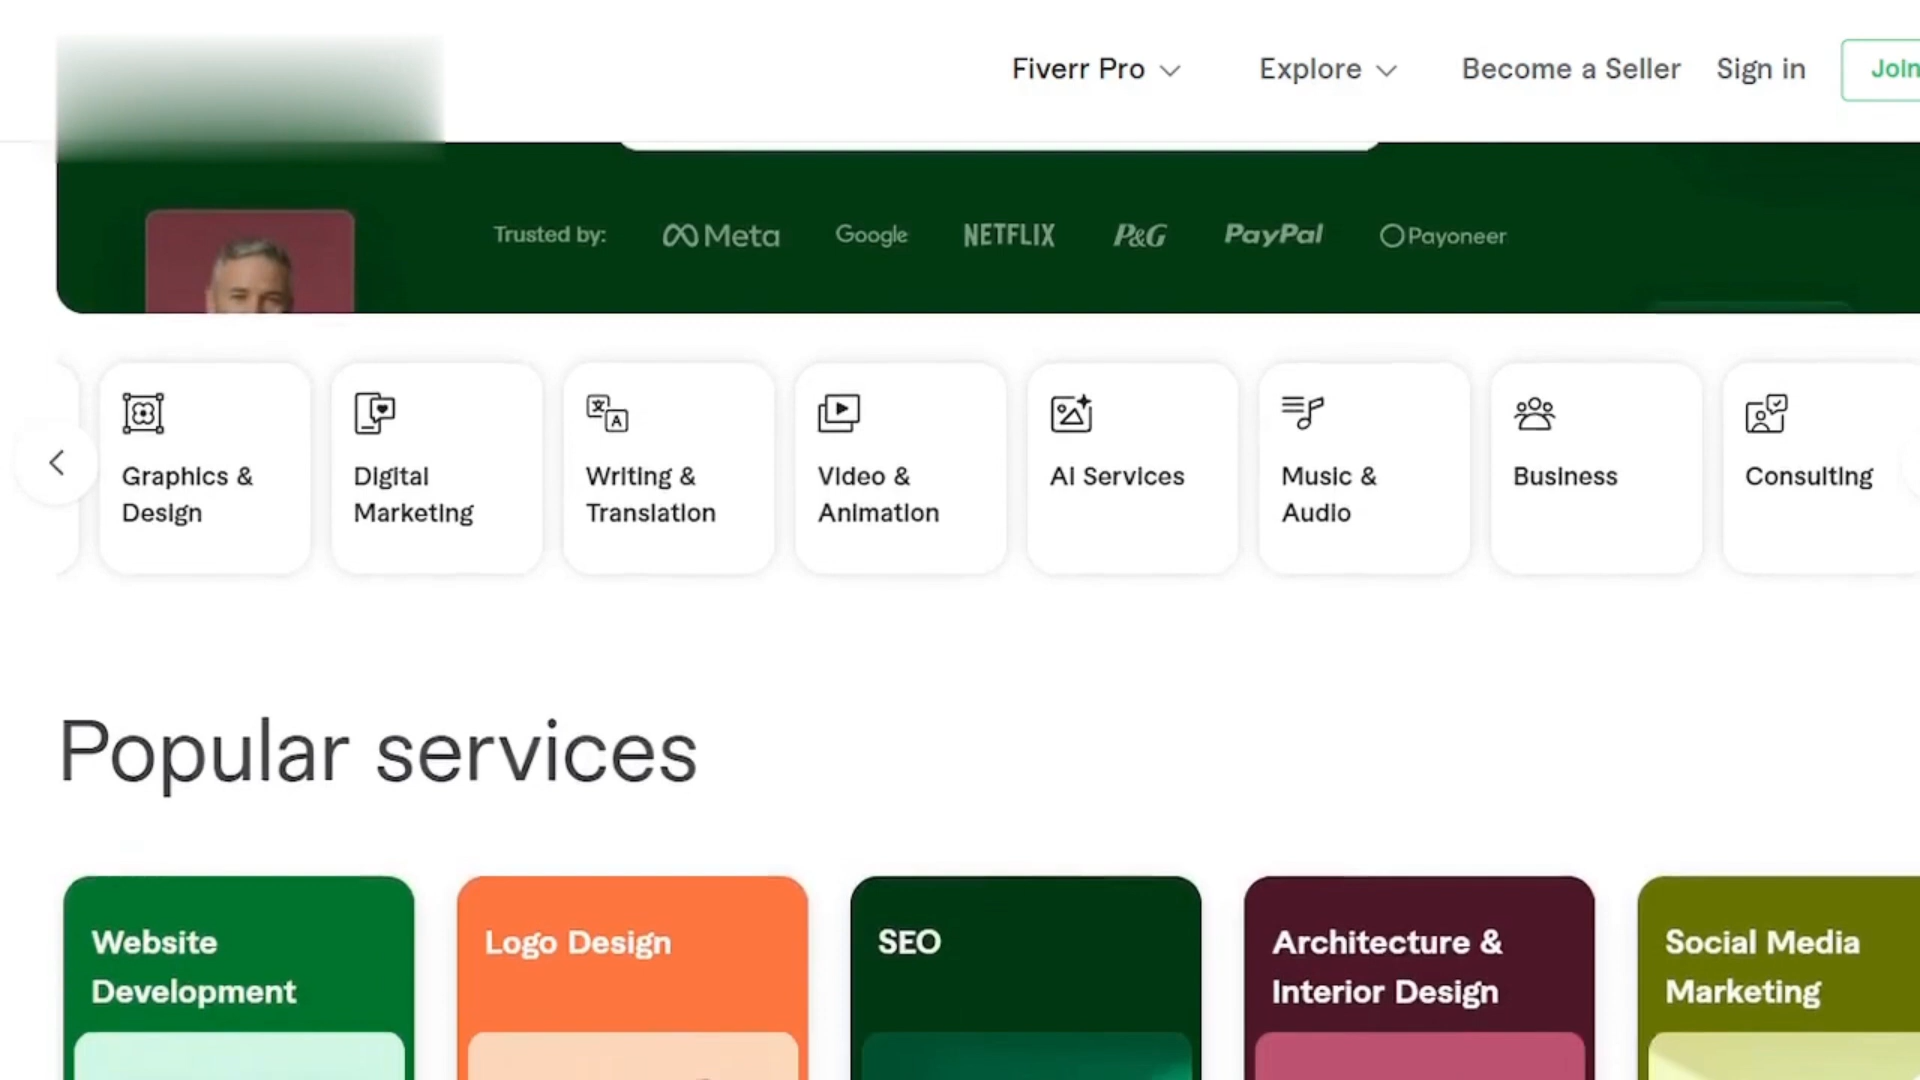 Fiverr Pro Explore Become a Seller Sign in Join
Trusted by: Meta Google NETFLIX P&G PayPal Payoneer
Graphics &
Design
Digital
Marketing
Writing &
Translation
Video &
Animation
AI Services
Music &
Audio
Business
Consulting
Popular services
Website
Development
Logo Design
SEO
Architecture &
Interior Design
Social Media
Marketing